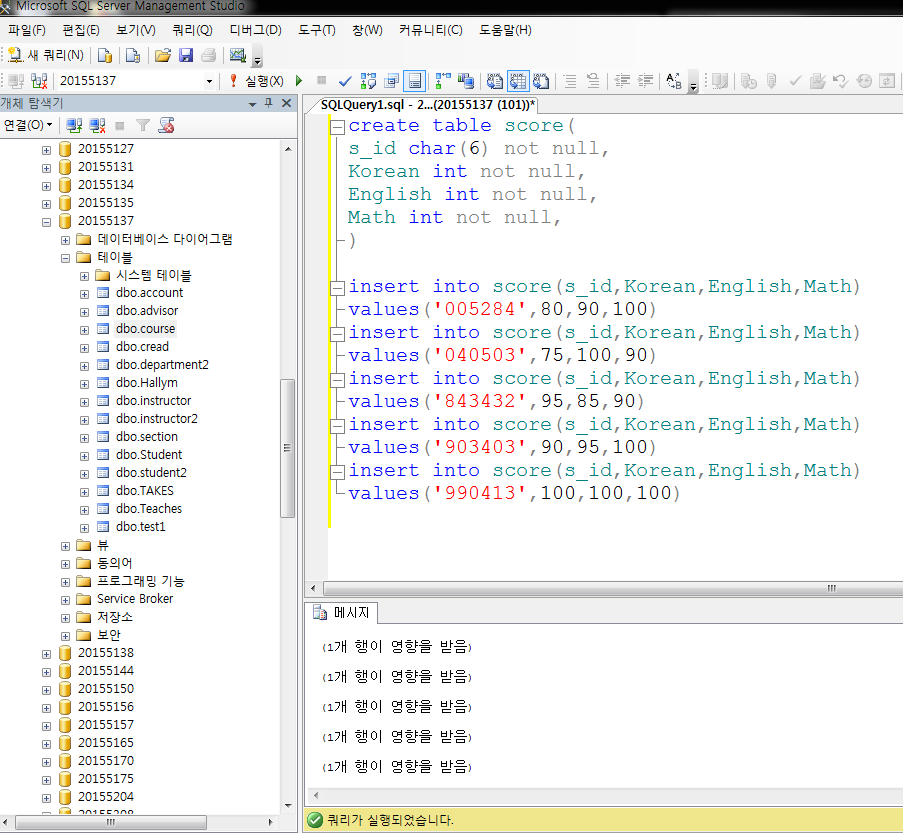 Microsoft SQL Server Management Studio
파일(F) 편집(E) 보기(V) 쿼리(Q) 디버그(D) 도구(T) 창(W) 커뮤니티(C) 도움말(H)
새 쿼리(N)
20155137 실행(X)
개체 탐색기
연결(O)
20155127
20155131
20155134
20155135
20155137
데이터베이스 다이어그램
테이블
시스템 테이블
dbo.account
dbo.advisor
dbo.course
dbo.cread
dbo.department2
dbo.Hallym
dbo.instructor
dbo.instructor2
dbo.section
dbo.Student
dbo.student2
dbo.TAKES
dbo.Teaches
dbo.test1
뷰
동의어
프로그래밍 기능
Service Broker
저장소
보안
20155138
20155144
20155150
20155156
20155157
20155165
20155170
20155175
20155204
SQLQuery1.sql - 2...(20155137 (101))*
create table score(
s_id char(6) not null,
Korean int not null,
English int not null,
Math int not null,
)
insert into score(s_id,Korean,English,Math)
values('005284',80,90,100)
insert into score(s_id,Korean,English,Math)
values('040503',75,100,90)
insert into score(s_id,Korean,English,Math)
values('843432',95,85,90)
insert into score(s_id,Korean,English,Math)
values('903403',90,95,100)
insert into score(s_id,Korean,English,Math)
values('990413',100,100,100)
메시지
(1개 행이 영향을 받음)
(1개 행이 영향을 받음)
(1개 행이 영향을 받음)
(1개 행이 영향을 받음)
(1개 행이 영향을 받음)
쿼리가 실행되었습니다.